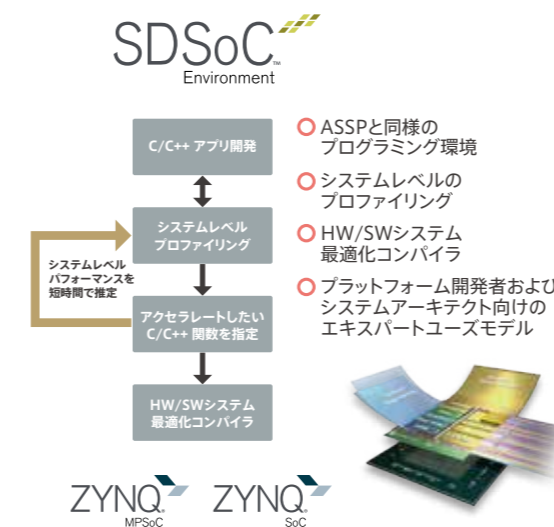 SDSoC™
Environment
C/C++ アプリ開発
システムレベル
プロファイリング
システムレベル
パフォーマンスを
短時間で推定
アクセラレートしたい
C/C++ 関数を指定
HW/SWシステム
最適化コンパイラ
ASSPと同様の
プログラミング環境
システムレベルの
プロファイリング
HW/SWシステム
最適化コンパイラ
プラットフォーム開発者および
システムアーキテクト向けの
エキスパートユーズモデル
ZYNQ
MPSoC
ZYNQ
SoC